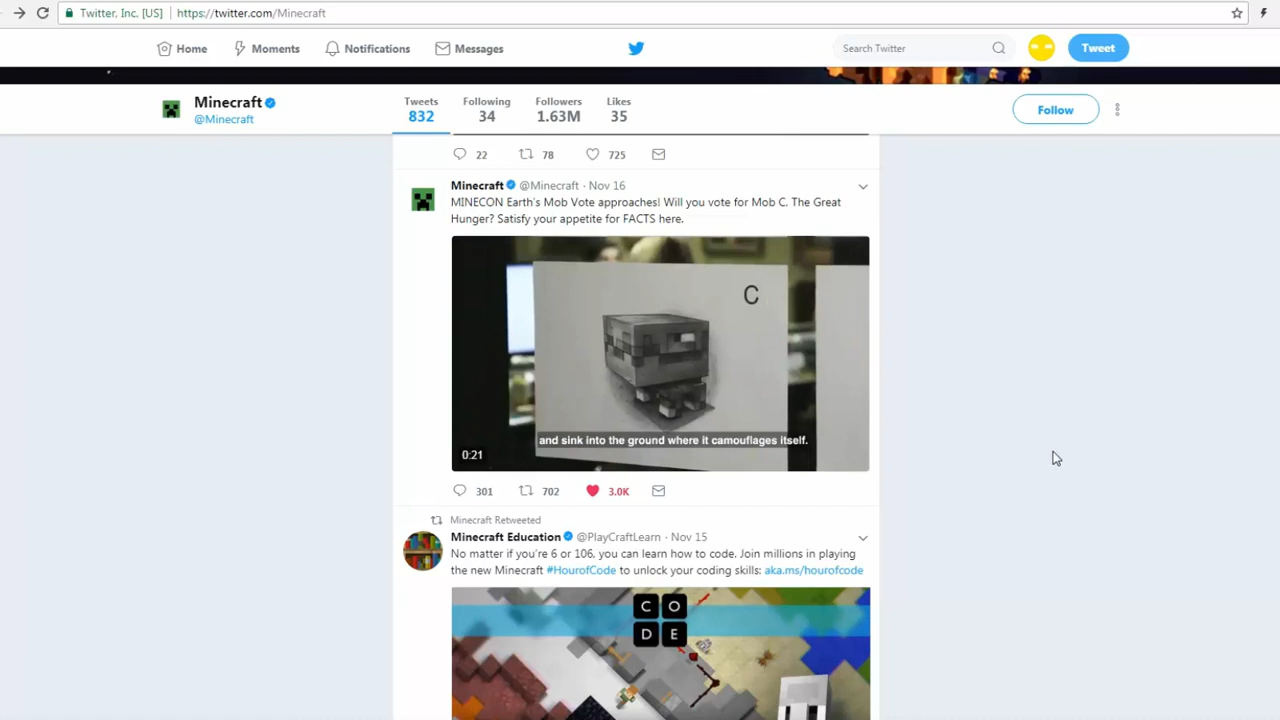 Twitter, Inc. [US] https://twitter.com/Minecraft
Home Moments Notifications Messages Search Twitter Tweet
Minecraft
@Minecraft
Tweets Following Followers Likes
832 34 1.63M 35
Follow
22 78 725
Minecraft @Minecraft · Nov 16
MINECON Earth's Mob Vote approaches! Will you vote for Mob C, The Great
Hunger? Satisfy your appetite for FACTS here.
C
and sink into the ground where it camouflages itself.
0:21
301 702 3.0K
Minecraft Retweeted
Minecraft Education @PlayCraftLearn · Nov 15
No matter if you're 6 or 106, you can learn how to code. Join millions in playing
the new Minecraft #HourofCode to unlock your coding skills: aka.ms/hourofcode
C O
D E